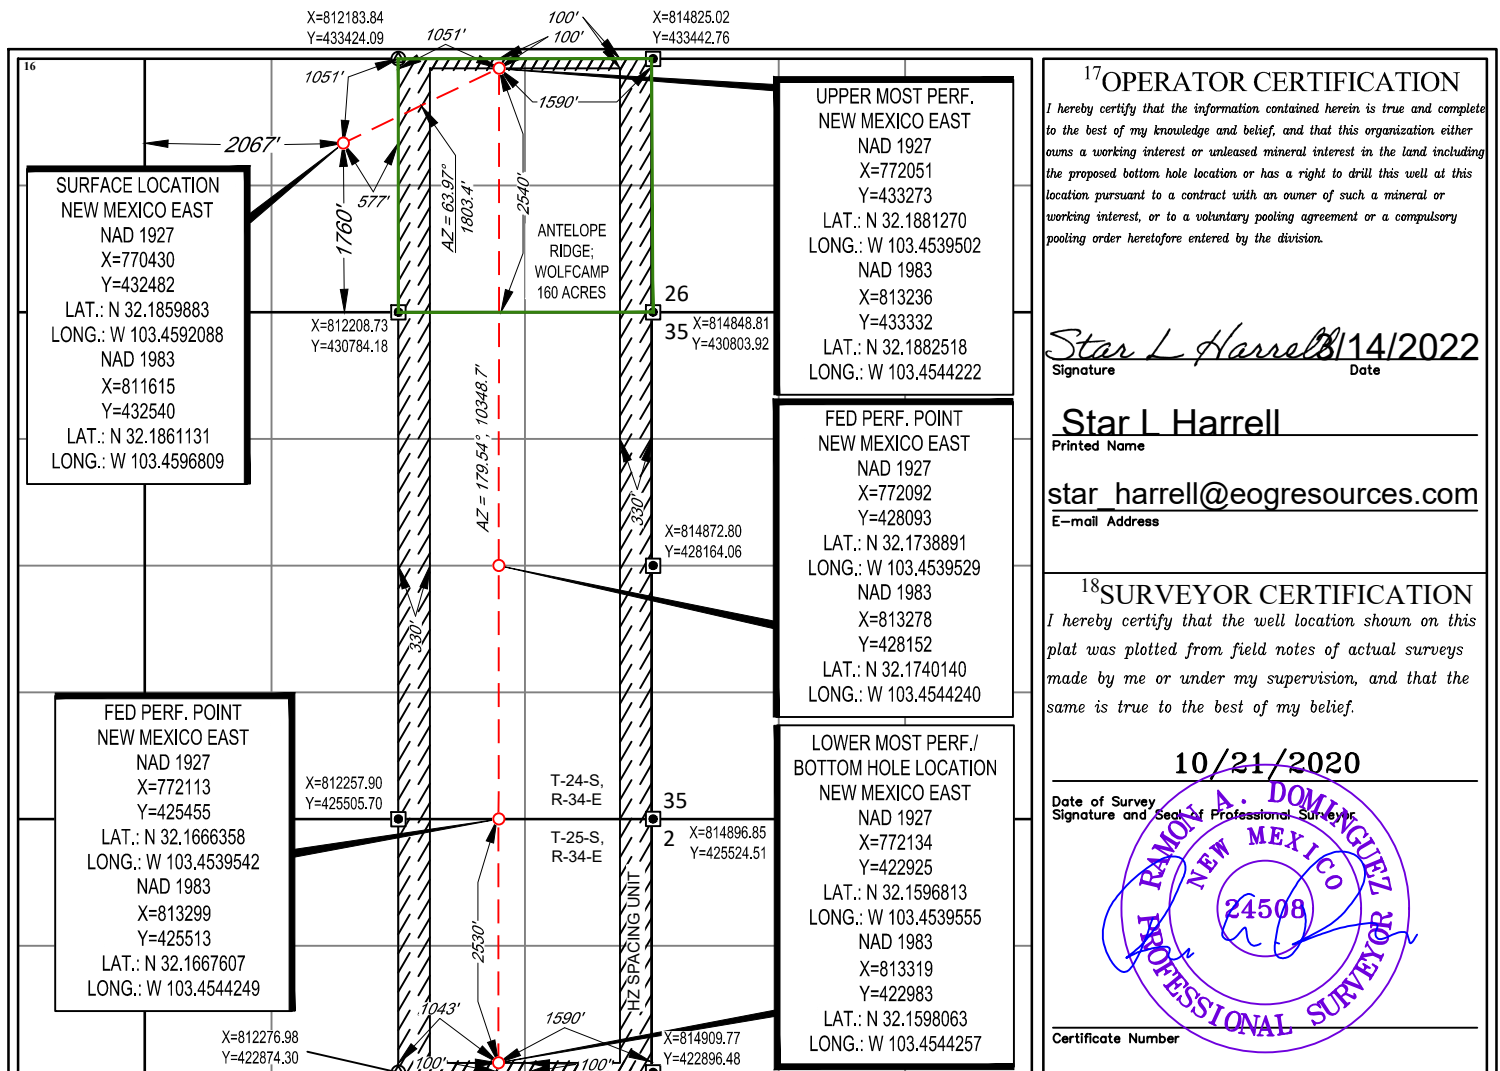 X=812183.84
Y=433424.09
1051'
100'
100'
X=814825.02
Y=433442.76
16
1051'
1590'
2067'
577'
1760'
AZ = 63.97°
1803.4'
2540'
ANTELOPE
RIDGE;
WOLFCAMP
160 ACRES
SURFACE LOCATION
NEW MEXICO EAST
NAD 1927
X=770430
Y=432482
LAT.: N 32.1859883
LONG.: W 103.4592088
NAD 1983
X=811615
Y=432540
LAT.: N 32.1861131
LONG.: W 103.4596809
UPPER MOST PERF.
NEW MEXICO EAST
NAD 1927
X=772051
Y=433273
LAT.: N 32.1881270
LONG.: W 103.4539502
NAD 1983
X=813236
Y=433332
LAT.: N 32.1882518
LONG.: W 103.4544222
X=812208.73
Y=430784.18
26
35
X=814848.81
Y=430803.92
AZ = 179.54°, 10348.7'
330'
330'
X=814872.80
Y=428164.06
FED PERF. POINT
NEW MEXICO EAST
NAD 1927
X=772092
Y=428093
LAT.: N 32.1738891
LONG.: W 103.4539529
NAD 1983
X=813278
Y=428152
LAT.: N 32.1740140
LONG.: W 103.4544240
FED PERF. POINT
NEW MEXICO EAST
NAD 1927
X=772113
Y=425455
LAT.: N 32.1666358
LONG.: W 103.4539542
NAD 1983
X=813299
Y=425513
LAT.: N 32.1667607
LONG.: W 103.4544249
X=812257.90
Y=425505.70
T-24-S,
R-34-E
T-25-S,
R-34-E
35
2
X=814896.85
Y=425524.51
2530'
HZ SPACING UNIT
LOWER MOST PERF./
BOTTOM HOLE LOCATION
NEW MEXICO EAST
NAD 1927
X=772134
Y=422925
LAT.: N 32.1596813
LONG.: W 103.4539555
NAD 1983
X=813319
Y=422983
LAT.: N 32.1598063
LONG.: W 103.4544257
X=812276.98
Y=422874.30
1043'
1590'
100'
100'
X=814909.77
Y=422896.48
17OPERATOR CERTIFICATION
I hereby certify that the information contained herein is true and complete
to the best of my knowledge and belief, and that this organization either
owns a working interest or unleased mineral interest in the land including
the proposed bottom hole location or has a right to drill this well at this
location pursuant to a contract with an owner of such a mineral or
working interest, or to a voluntary pooling agreement or a compulsory
pooling order heretofore entered by the division.
Star L Harrell 3/14/2022
Signature Date
Star L Harrell
Printed Name
star_harrell@eogresources.com
E-mail Address
18SURVEYOR CERTIFICATION
I hereby certify that the well location shown on this
plat was plotted from field notes of actual surveys
made by me or under my supervision, and that the
same is true to the best of my belief.
10/21/2020
Date of Survey
Signature and Seal of Professional Surveyor
RAMON A. DOMINGUEZ
NEW MEXICO
24508
PROFESSIONAL SURVEYOR
Certificate Number